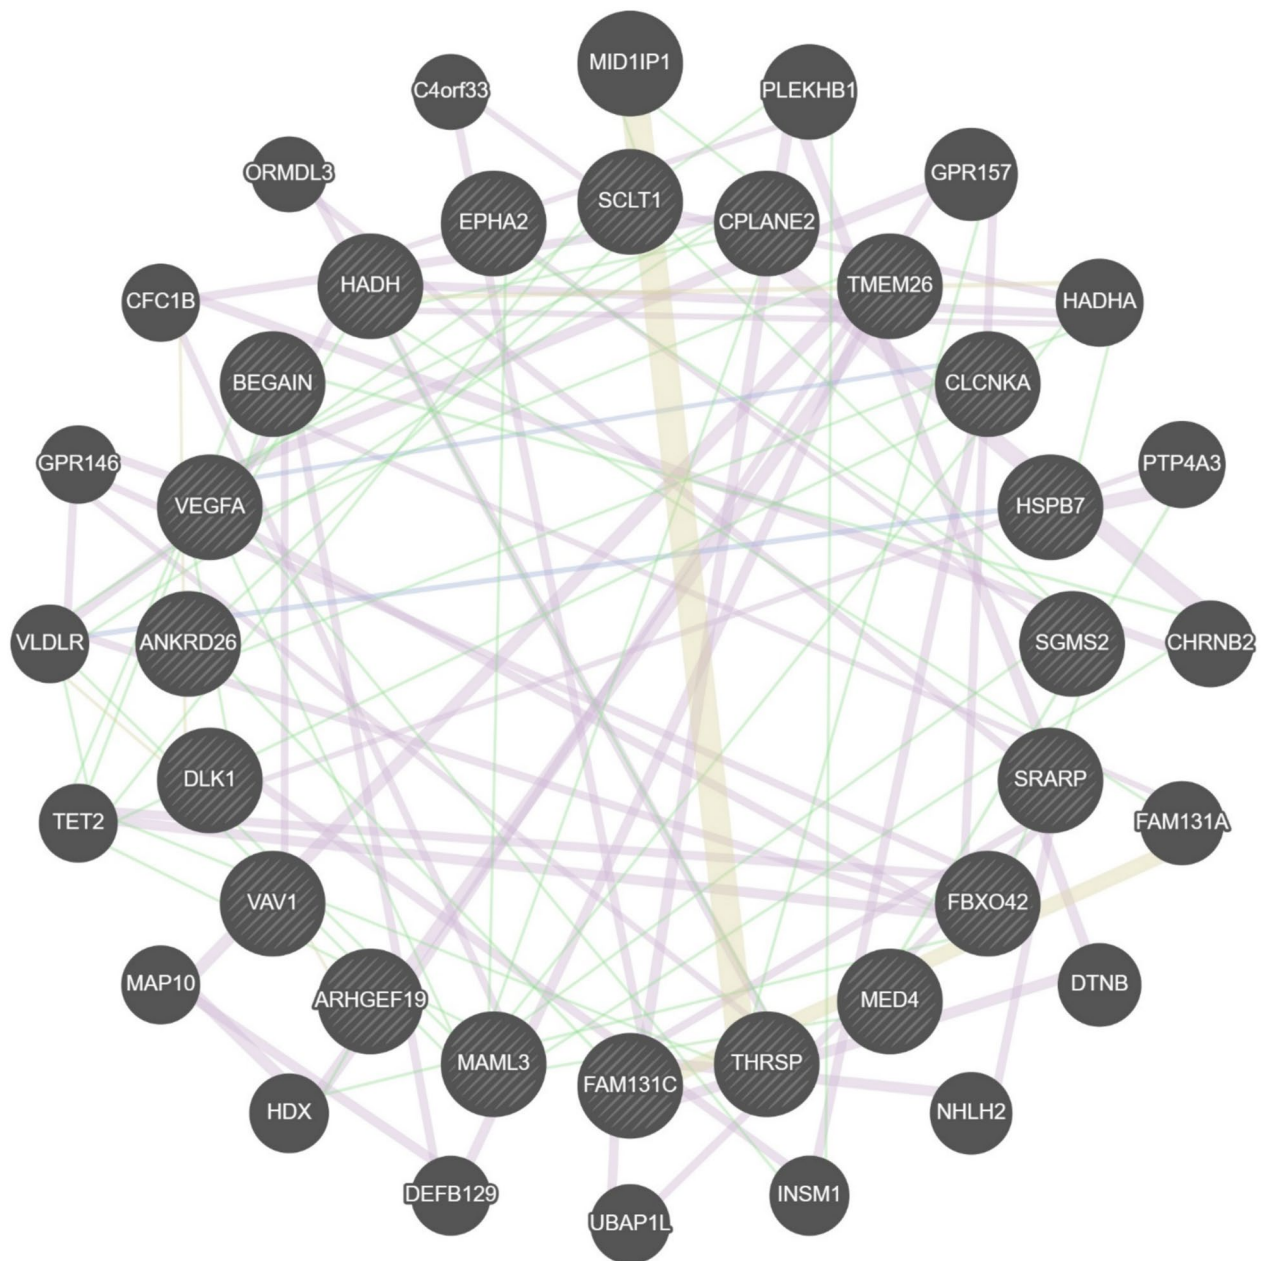 MID1IP1
C4orf33
PLEKHB1
ORMDL3
GPR157
SCLT1
EPHA2
CPLANE2
HADH
TMEM26
CFC1B
HADHA
BEGAIN
CLCNKA
GPR146
PTP4A3
VEGFA
HSPB7
VLDLR
ANKRD26
SGMS2
CHRNB2
DLK1
SRARP
TET2
FAM131A
VAV1
FBXO42
MAP10
DTNB
ARHGEF19
MED4
MAML3
THRSP
FAM131C
HDX
NHLH2
DEFB129
INSM1
UBAP1L